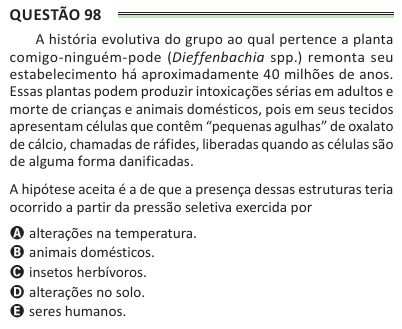 QUESTÃO 98
A história evolutiva do grupo ao qual pertence a planta
comigo-ninguém-pode (Dieffenbachia spp.) remonta seu
estabelecimento há aproximadamente 40 milhões de anos.
Essas plantas podem produzir intoxicações sérias em adultos e
morte de crianças e animais domésticos, pois em seus tecidos
apresentam células que contêm “pequenas agulhas” de oxalato
de cálcio, chamadas de ráfides, liberadas quando as células são
de alguma forma danificadas.
A hipótese aceita é a de que a presença dessas estruturas teria
ocorrido a partir da pressão seletiva exercida por
A alterações na temperatura.
B animais domésticos.
C insetos herbívoros.
D alterações no solo.
E seres humanos.